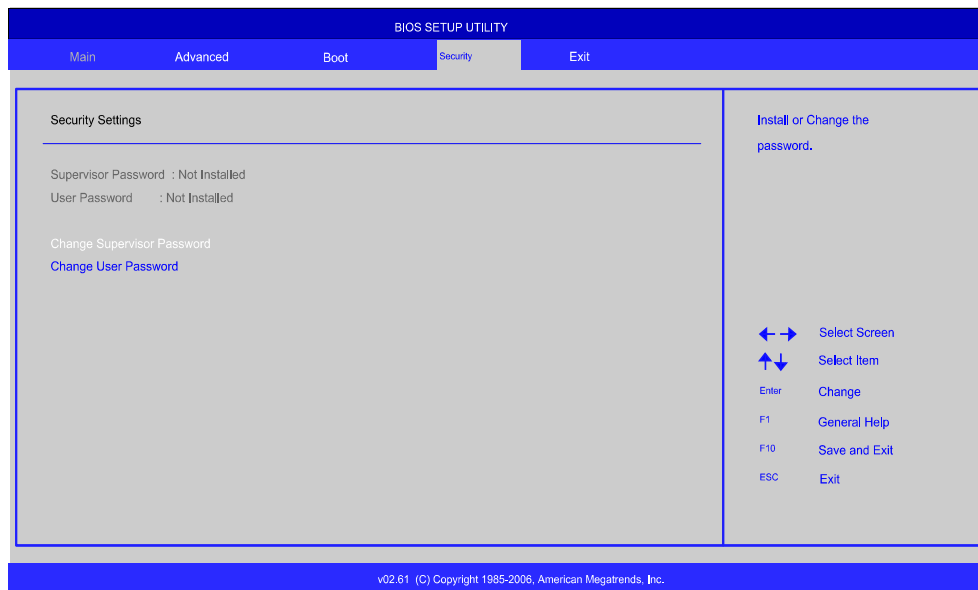 BIOS SETUP UTILITY
Main Advanced Boot Security Exit
Security Settings
Supervisor Password : Not Installed
User Password : Not Installed
Change Supervisor Password
Change User Password
Install or Change the
password.
Select Screen
Select Item
Enter Change
F1 General Help
F10 Save and Exit
ESC Exit
v02.61 (C) Copyright 1985-2006, American Megatrends, Inc.